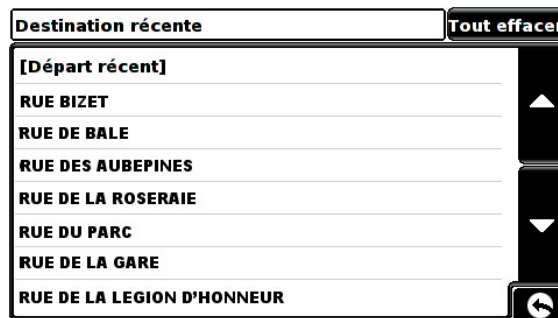 Destination récente
Tout effacer
[Départ récent]
RUE BIZET
RUE DE BALE
RUE DES AUBEPINES
RUE DE LA ROSERAIE
RUE DU PARC
RUE DE LA GARE
RUE DE LA LEGION D'HONNEUR